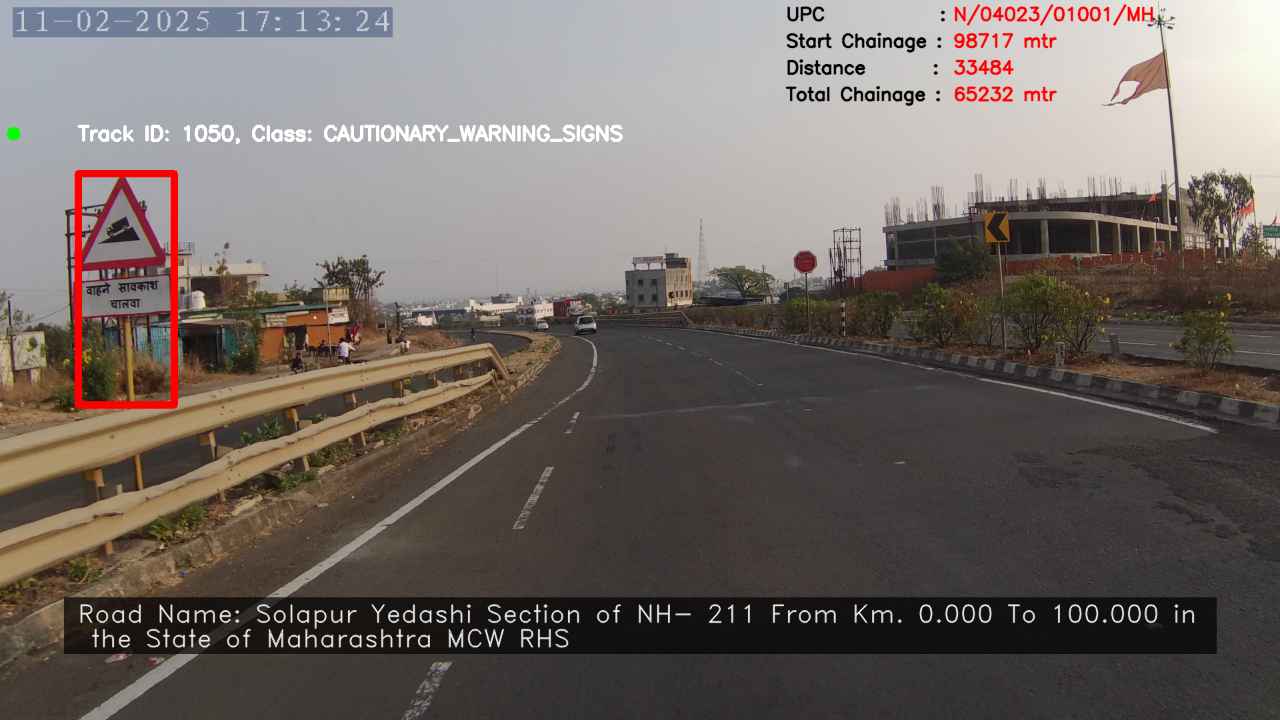 11-02-2025 17:13:24
UPC : N/04023/01001/MH
Start Chainage : 98717 mtr
Distance : 33484
Total Chainage : 65232 mtr
Track ID: 1050, Class: CAUTIONARY_WARNING_SIGNS
वाहने सावकाश
चालवा
Road Name: Solapur Yedashi Section of NH- 211 From Km. 0.000 To 100.000 in
the State of Maharashtra MCW RHS